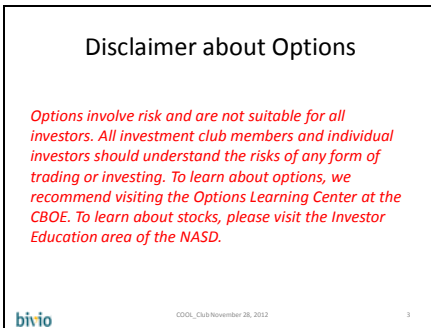 Disclaimer about Options
Options involve risk and are not suitable for all
investors. All investment club members and individual
investors should understand the risks of any form of
trading or investing. To learn about options, we
recommend visiting the Options Learning Center at the
CBOE. To learn about stocks, please visit the Investor
Education area of the NASD.
bivio
COOL_Club November 28, 2012
3